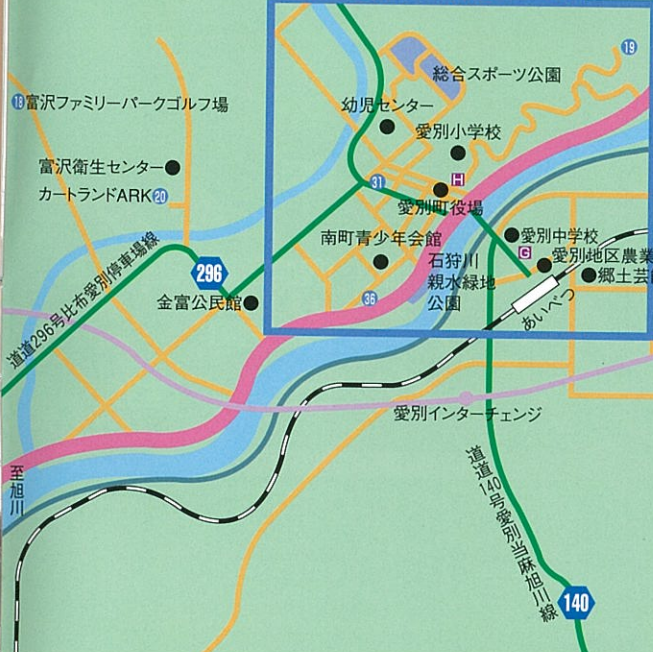 19
総合スポーツ公園
18富沢ファミリーパークゴルフ場
幼児センター
愛別小学校
富沢衛生センター
カートランドARK20
31
H
愛別町役場
南町青少年会館
愛別中学校
G
愛別地区農業
郷土芸
石狩川
親水緑地
公園
296
金富公民館
36
あいべつ
道道296号比布愛別停車場線
愛別インターチェンジ
至旭川
道道140号愛別当麻旭川線
140